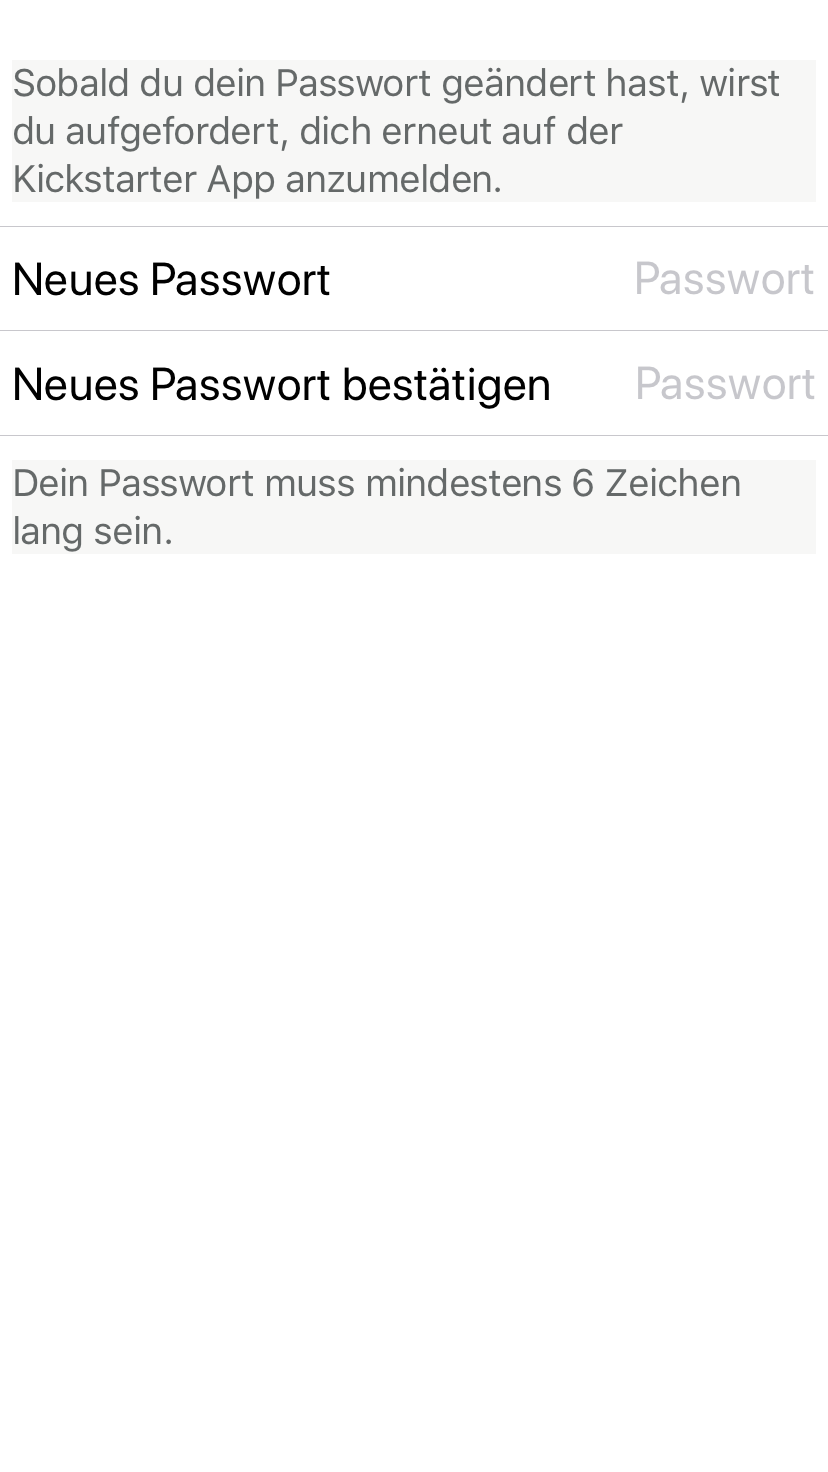 Sobald du dein Passwort geändert hast, wirst
du aufgefordert, dich erneut auf der
Kickstarter App anzumelden.
Neues Passwort Passwort
Neues Passwort bestätigen Passwort
Dein Passwort muss mindestens 6 Zeichen
lang sein.